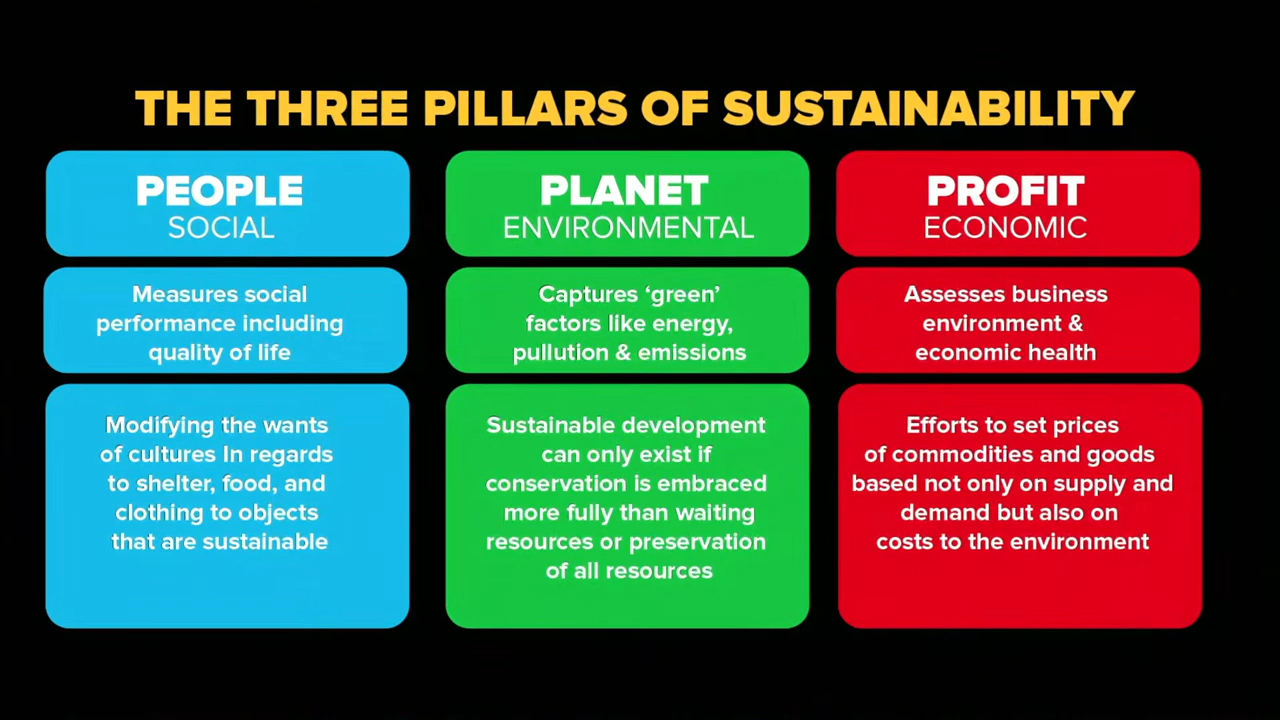 THE THREE PILLARS OF SUSTAINABILITY
PEOPLE
SOCIAL
Measures social
performance including
quality of life
Modifying the wants
of cultures In regards
to shelter, food, and
clothing to objects
that are sustainable
PLANET
ENVIRONMENTAL
Captures ‘green’
factors like energy,
pullution & emissions
Sustainable development
can only exist if
conservation is embraced
more fully than waiting
resources or preservation
of all resources
PROFIT
ECONOMIC
Assesses business
environment &
economic health
Efforts to set prices
of commodities and goods
based not only on supply and
demand but also on
costs to the environment